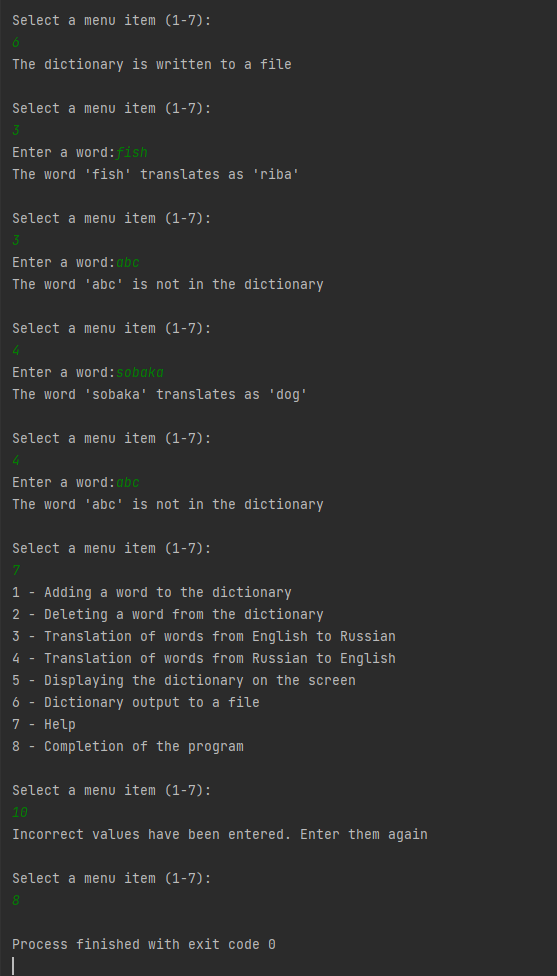 Select a menu item (1-7):
6
The dictionary is written to a file
Select a menu item (1-7):
3
Enter a word:fish
The word 'fish' translates as 'riba'
Select a menu item (1-7):
3
Enter a word:abc
The word 'abc' is not in the dictionary
Select a menu item (1-7):
4
Enter a word:sobaka
The word 'sobaka' translates as 'dog'
Select a menu item (1-7):
4
Enter a word:abc
The word 'abc' is not in the dictionary
Select a menu item (1-7):
7
1 - Adding a word to the dictionary
2 - Deleting a word from the dictionary
3 - Translation of words from English to Russian
4 - Translation of words from Russian to English
5 - Displaying the dictionary on the screen
6 - Dictionary output to a file
7 - Help
8 - Completion of the program
Select a menu item (1-7):
10
Incorrect values have been entered. Enter them again
Select a menu item (1-7):
8
Process finished with exit code 0